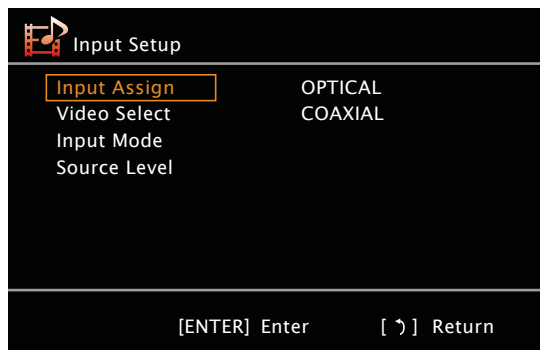 Input Setup
Input Assign OPTICAL
Video Select COAXIAL
Input Mode
Source Level
[ENTER] Enter [ ] Return